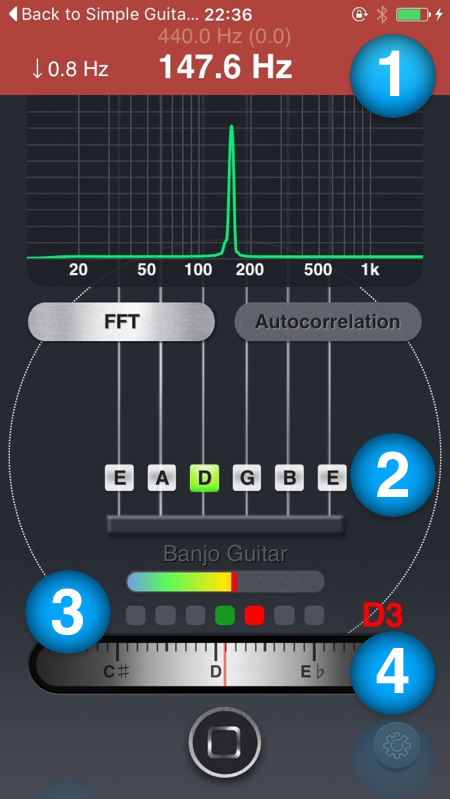 Back to Simple Guita... 22:36
440.0 Hz (0.0)
↓0.8 Hz 147.6 Hz
1
20 50 100 200 500 1k
FFT Autocorrelation
E A D G B E
2
Banjo Guitar
3
D3
C♯ D E♭
4